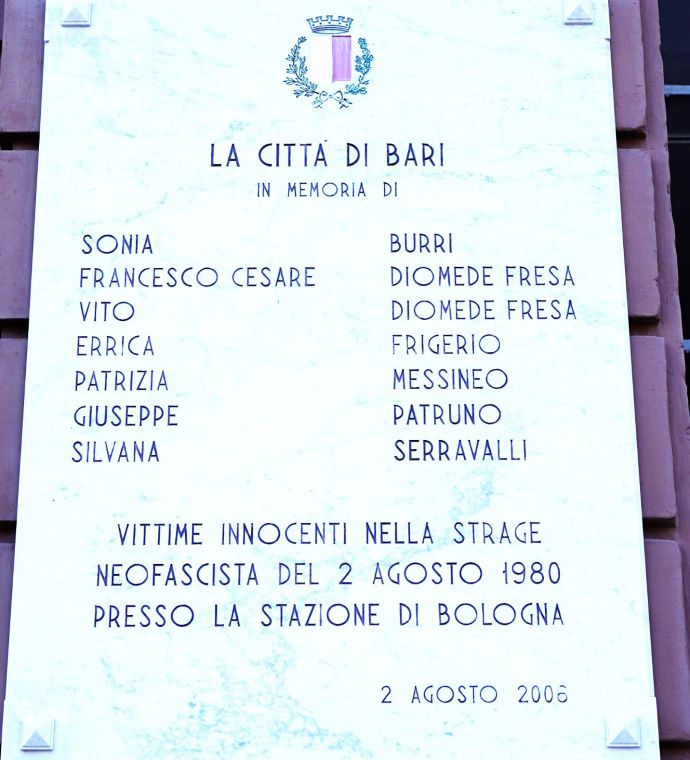 LA CITTÀ DI BARI
IN MEMORIA DI
SONIA BURRI
FRANCESCO CESARE DIOMEDE FRESA
VITO DIOMEDE FRESA
ERRICA FRIGERIO
PATRIZIA MESSINEO
GIUSEPPE PATRUNO
SILVANA SERRAVALLI
VITTIME INNOCENTI NELLA STRAGE
NEOFASCISTA DEL 2 AGOSTO 1980
PRESSO LA STAZIONE DI BOLOGNA
2 AGOSTO 2006